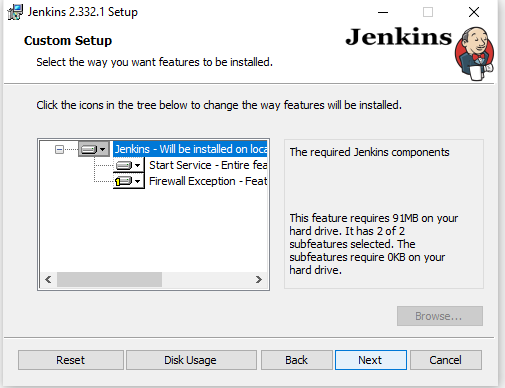 Jenkins 2.332.1 Setup
Custom Setup
Select the way you want features to be installed.
Jenkins
Click the icons in the tree below to change the way features will be installed.
Jenkins - Will be installed on loca
Start Service - Entire fea
Firewall Exception - Feat
The required Jenkins components
This feature requires 91MB on your
hard drive. It has 2 of 2
subfeatures selected. The
subfeatures require 0KB on your
hard drive.
Browse...
Reset
Disk Usage
Back
Next
Cancel